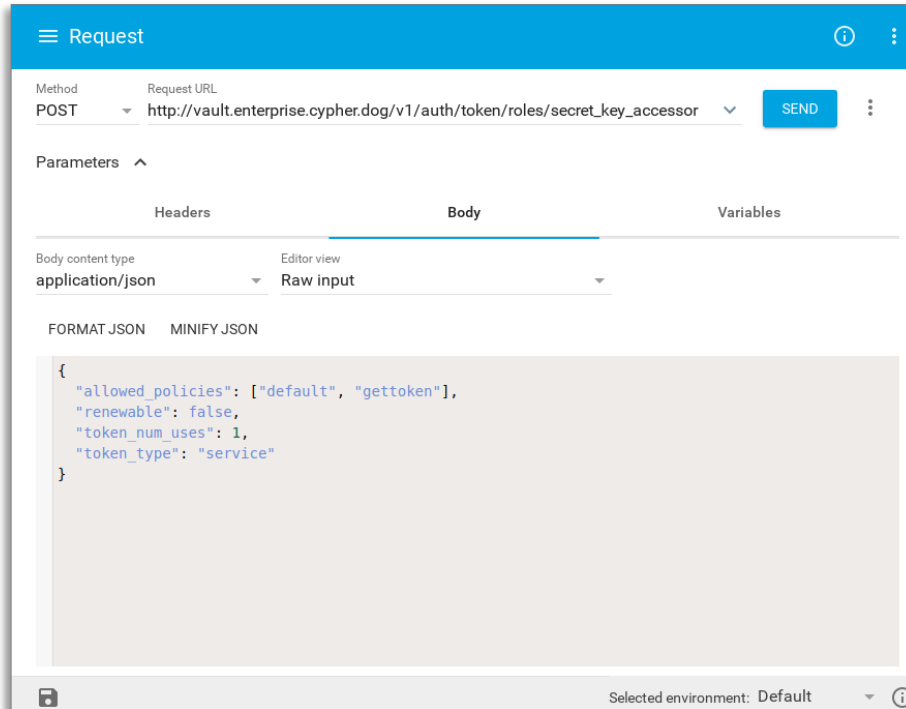 Request
Method
Request URL
POST
http://vault.enterprise.cypher.dog/v1/auth/token/roles/secret_key_accessor
SEND
Parameters
Headers
Body
Variables
Body content type
Editor view
application/json
Raw input
FORMAT JSON
MINIFY JSON
{
"allowed_policies": ["default", "gettoken"],
"renewable": false,
"token_num_uses": 1,
"token_type": "service"
}
Selected environment: Default